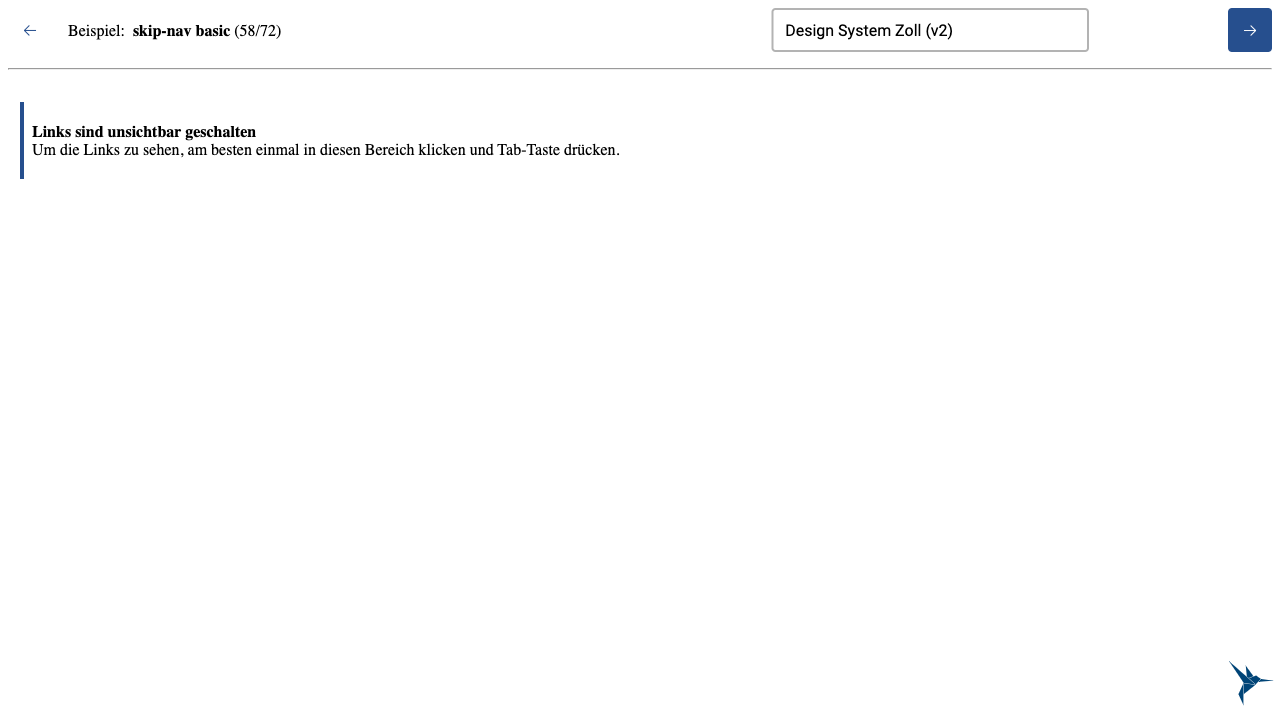 Beispiel: skip-nav basic (58/72)
Design System Zoll (v2)
Links sind unsichtbar geschalten
Um die Links zu sehen, am besten einmal in diesen Bereich klicken und Tab-Taste drücken.